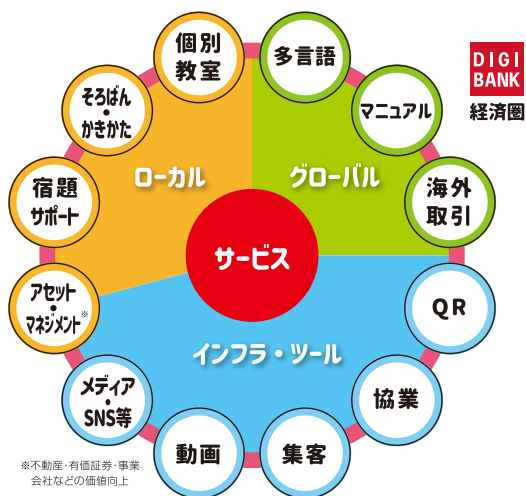 DIGI
BANK
経済圏
個別
教室
多言語
そろばん
・
かきかた
マニュアル
ローカル
グローバル
宿題
サポート
海外
取引
サービス
アセット
・
マネジメント※
QR
インフラ・ツール
メディア
・
SNS等
協業
動画
集客
※不動産・有価証券・事業
会社などの価値向上